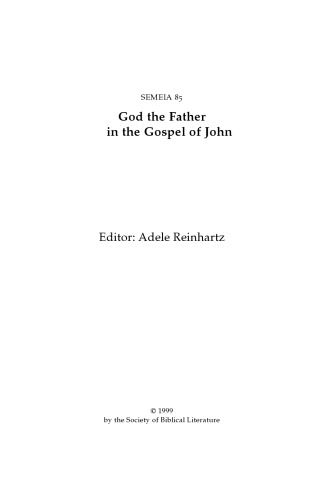 SEMEIA 85
God the Father
in the Gospel of John
Editor: Adele Reinhartz
© 1999
by the Society of Biblical Literature